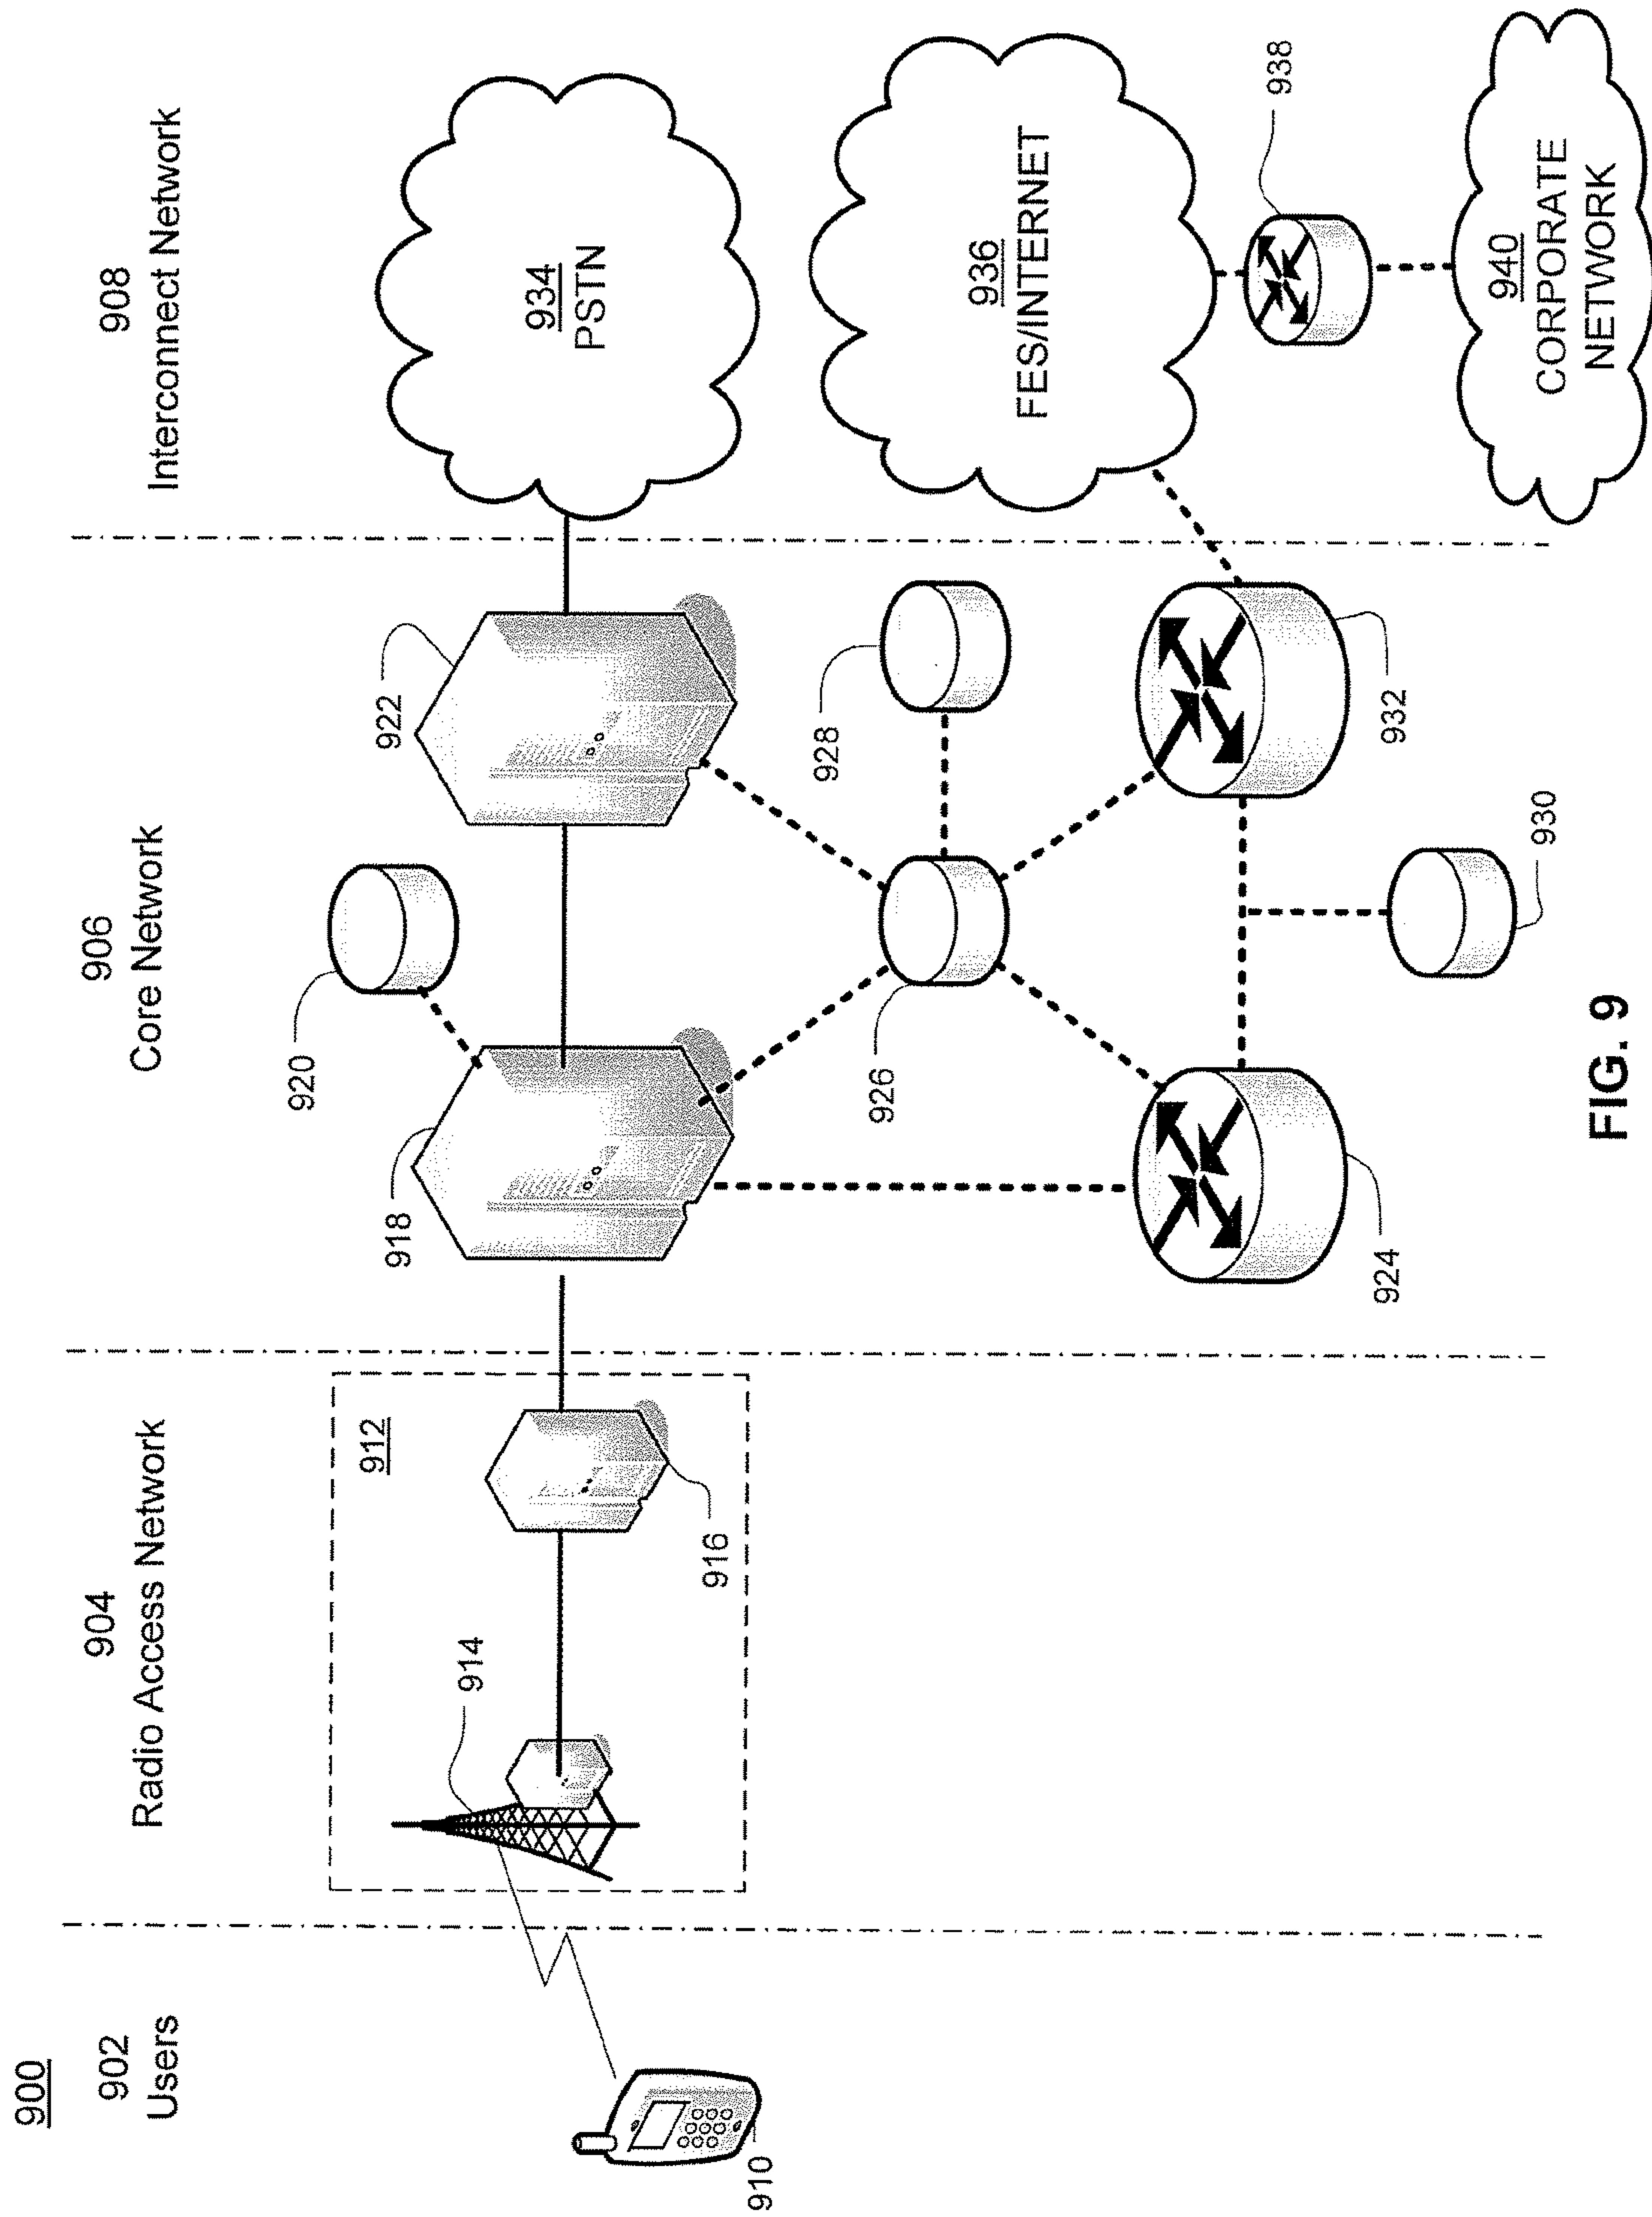 900
902
Users
904
Radio Access Network
906
Core Network
908
Interconnect Network
910
912
914
916
918
920
922
924
926
928
930
932
934
PSTN
936
FES/INTERNET
938
940
CORPORATE
NETWORK
FIG. 9